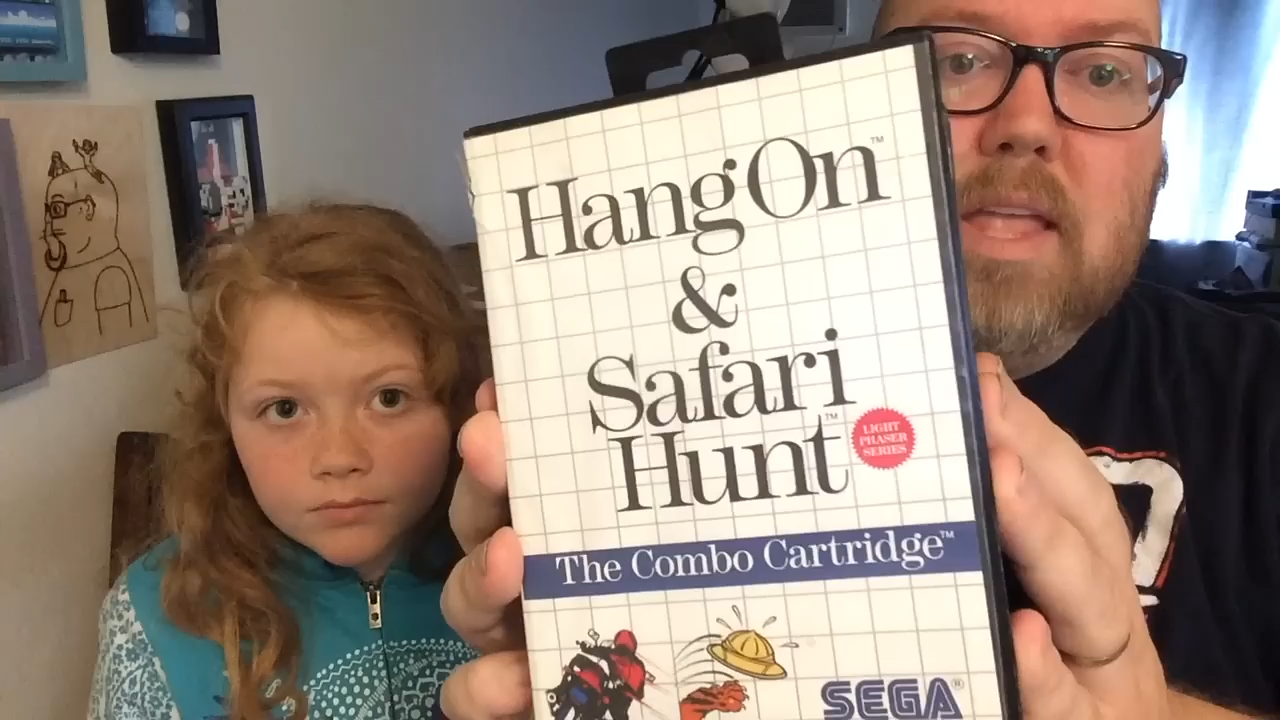 Hang On™
&
Safari
Hunt™
LIGHT
PHASER
SERIES
The Combo Cartridge™
SEGA®